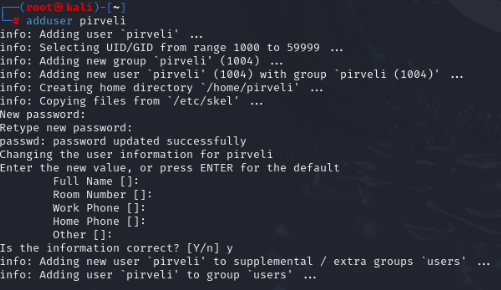 ┌──(root㉿kali)-[~]
└─# adduser pirveli
info: Adding user `pirveli' ...
info: Selecting UID/GID from range 1000 to 59999 ...
info: Adding new group `pirveli' (1004) ...
info: Adding new user `pirveli' (1004) with group `pirveli (1004)' ...
info: Creating home directory `/home/pirveli' ...
info: Copying files from `/etc/skel' ...
New password:
Retype new password:
passwd: password updated successfully
Changing the user information for pirveli
Enter the new value, or press ENTER for the default
        Full Name []:
        Room Number []:
        Work Phone []:
        Home Phone []:
        Other []:
Is the information correct? [Y/n] y
info: Adding new user `pirveli' to supplemental / extra groups `users' ...
info: Adding user `pirveli' to group `users' ...